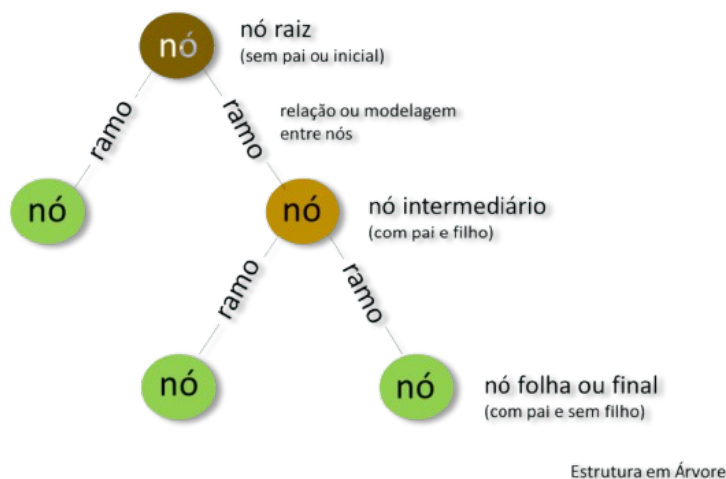 nó
nó raiz
(sem pai ou inicial)
ramo
ramo
relação ou modelagem
entre nós
nó
nó
nó intermediário
(com pai e filho)
ramo
ramo
nó
nó
nó folha ou final
(com pai e sem filho)
Estrutura em Árvore